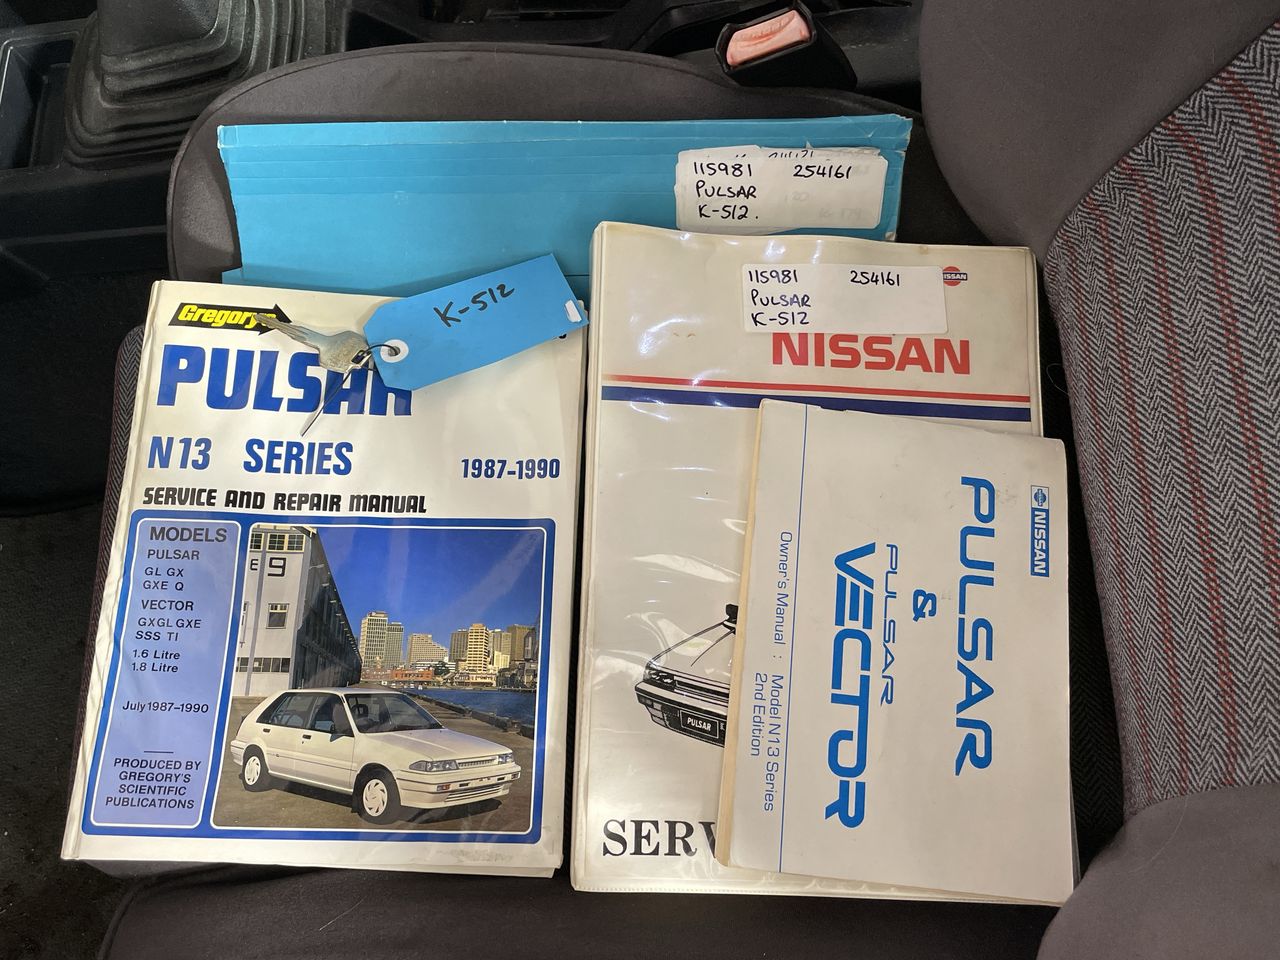 115981 254161
PULSAR
K-512.
K-512
115981 254161
PULSAR
K-512
NISSAN
PULSAR
SERV
Gregory's
PULSAR
N13 SERIES
1987-1990
SERVICE AND REPAIR MANUAL
MODELS
PULSAR
GL GX
GXE Q
VECTOR
GXGL GXE
SSS TI
1.6 Litre
1.8 Litre
July 1987-1990
PRODUCED BY
GREGORY'S
SCIENTIFIC
PUBLICATIONS
9
NISSAN
PULSAR
&
PULSAR
VECTOR
Owner's Manual : Model N13 Series
2nd Edition